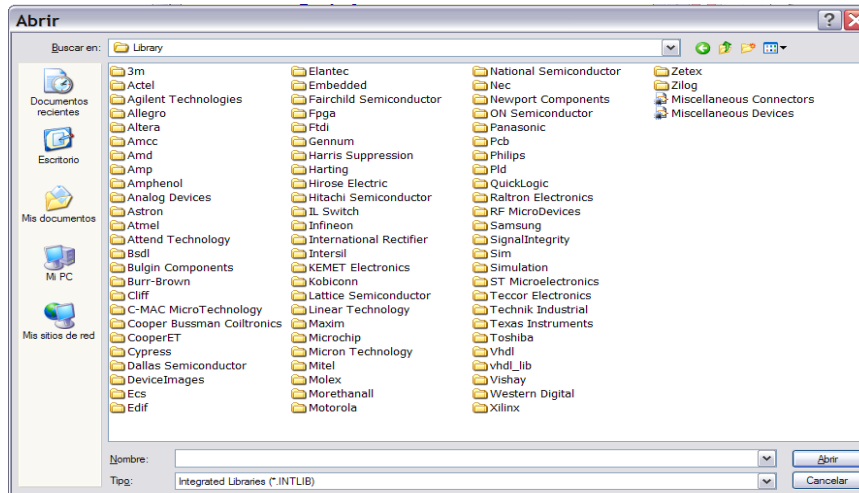 Abrir
Buscar en:
Library
Documentos
recientes
Escritorio
Mis documentos
Mi PC
Mis sitios de red
3m
Actel
Agilent Technologies
Allegro
Altera
Amcc
Amd
Amp
Amphenol
Analog Devices
Astron
Atmel
Attend Technology
Bsdl
Bulgin Components
Burr-Brown
Cliff
C-MAC MicroTechnology
Cooper Bussman Coiltronics
CooperET
Cypress
Dallas Semiconductor
DeviceImages
Ecs
Edif
Elantec
Embedded
Fairchild Semiconductor
Fpga
Ftdi
Gennum
Harris Suppression
Harting
Hirose Electric
Hitachi Semiconductor
IL Switch
Infineon
International Rectifier
Intersil
KEMET Electronics
Kobiconn
Lattice Semiconductor
Linear Technology
Maxim
Microchip
Micron Technology
Mitel
Molex
Morethanall
Motorola
National Semiconductor
Nec
Newport Components
ON Semiconductor
Panasonic
Pcb
Philips
Pld
QuickLogic
Raltron Electronics
RF MicroDevices
Samsung
SignalIntegrity
Sim
Simulation
ST Microelectronics
Teccor Electronics
Technik Industrial
Texas Instruments
Toshiba
Vhdl
vhdl_lib
Vishay
Western Digital
Xilinx
Zetex
Zilog
Miscellaneous Connectors
Miscellaneous Devices
Nombre:
Abrir
Tipo:
Integrated Libraries (*.INTLIB)
Cancelar